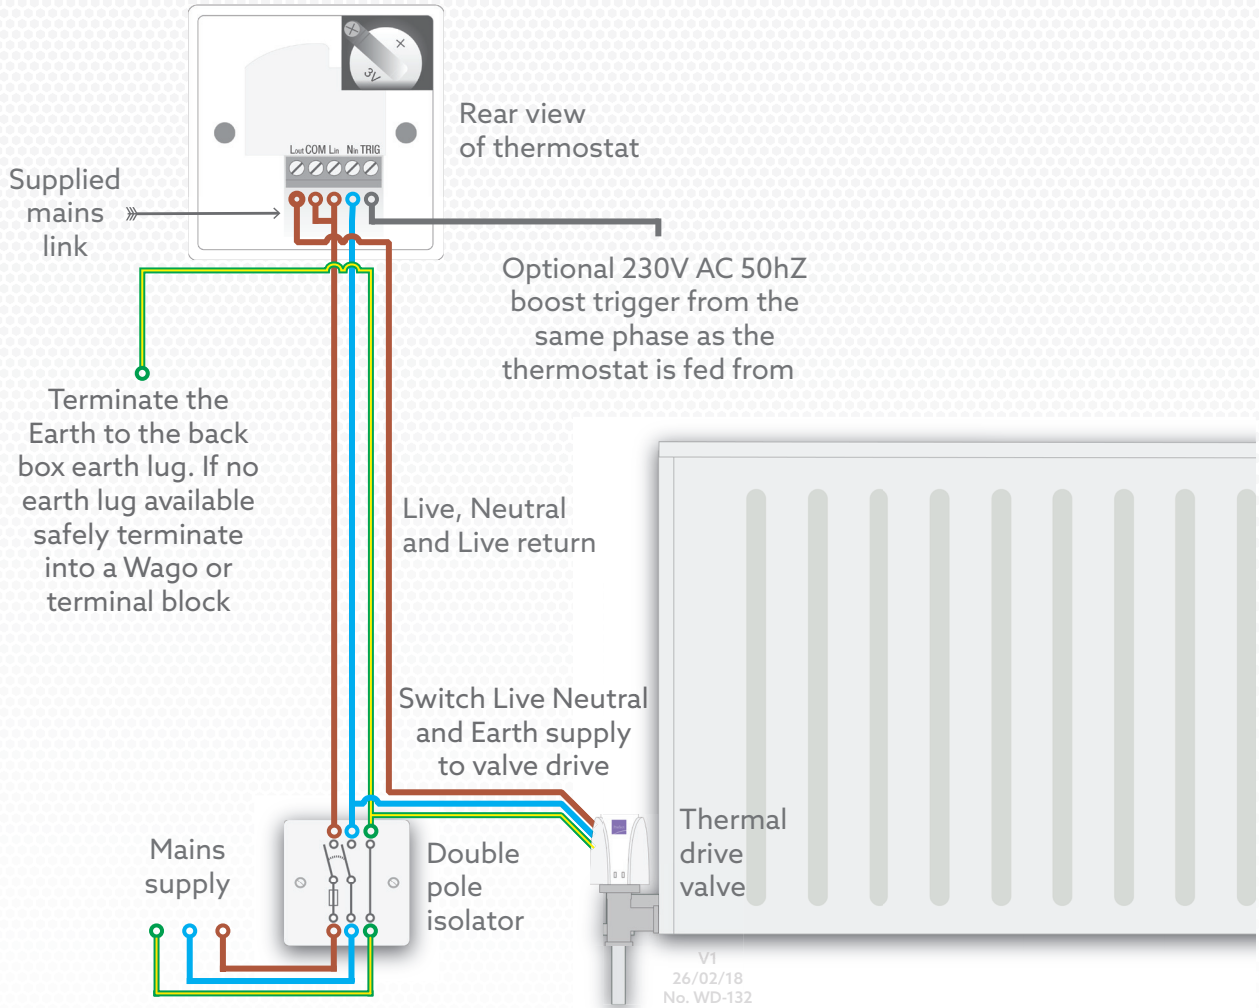 3V
Rear view
of thermostat
Lout COM Lin Nin TRIG
Supplied
mains
link
Optional 230V AC 50hZ
boost trigger from the
same phase as the
thermostat is fed from
Terminate the
Earth to the back
box earth lug. If no
earth lug available
safely terminate
into a Wago or
terminal block
Live, Neutral
and Live return
Switch Live Neutral
and Earth supply
to valve drive
Thermal
drive
valve
Mains
supply
Double
pole
isolator
V1
26/02/18
No. WD-132